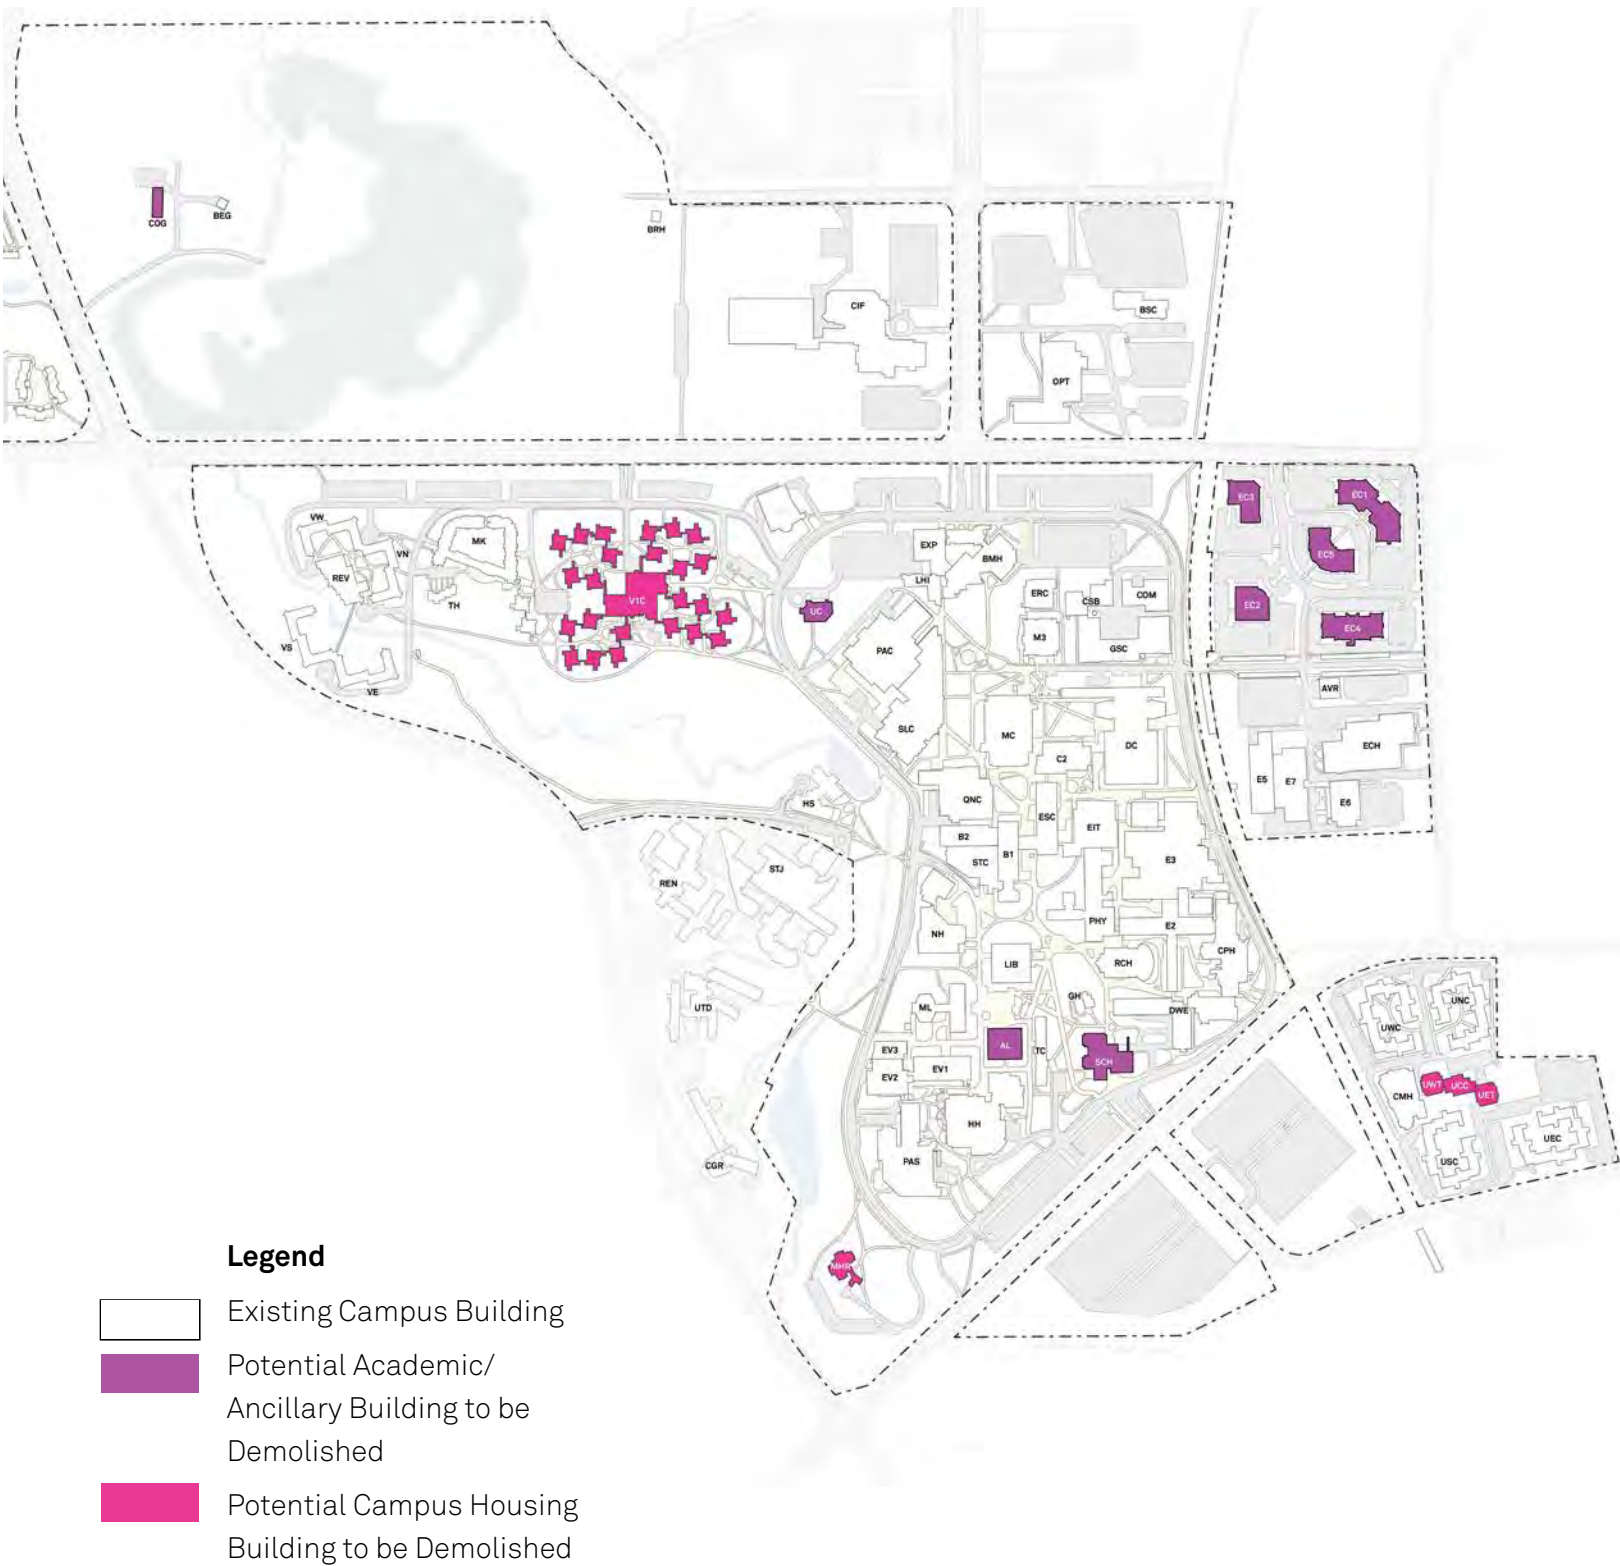 COG
BEG
BRH
CIF
BSC
OPT
EC3
EC1
EC5
EC2
EC4
VW
VN
MK
REV
TH
V1C
VS
VE
UC
EXP
LHI
BMH
ERC
CSB
COM
M3
GSC
PAC
SLC
MC
C2
DC
AVR
ECH
E5
E7
E6
HS
QNC
ESC
EIT
B2
B1
STC
E3
REN
STJ
NH
PHY
E2
CPH
LIB
RCH
UTD
ML
GH
DWE
UWC
UNC
EV3
AL
TC
SCH
EV2
EV1
CMH
UWT
UCC
UET
HH
UEC
USC
PAS
CGR
MHR
Legend
Existing Campus Building
Potential Academic/
Ancillary Building to be
Demolished
Potential Campus Housing
Building to be Demolished